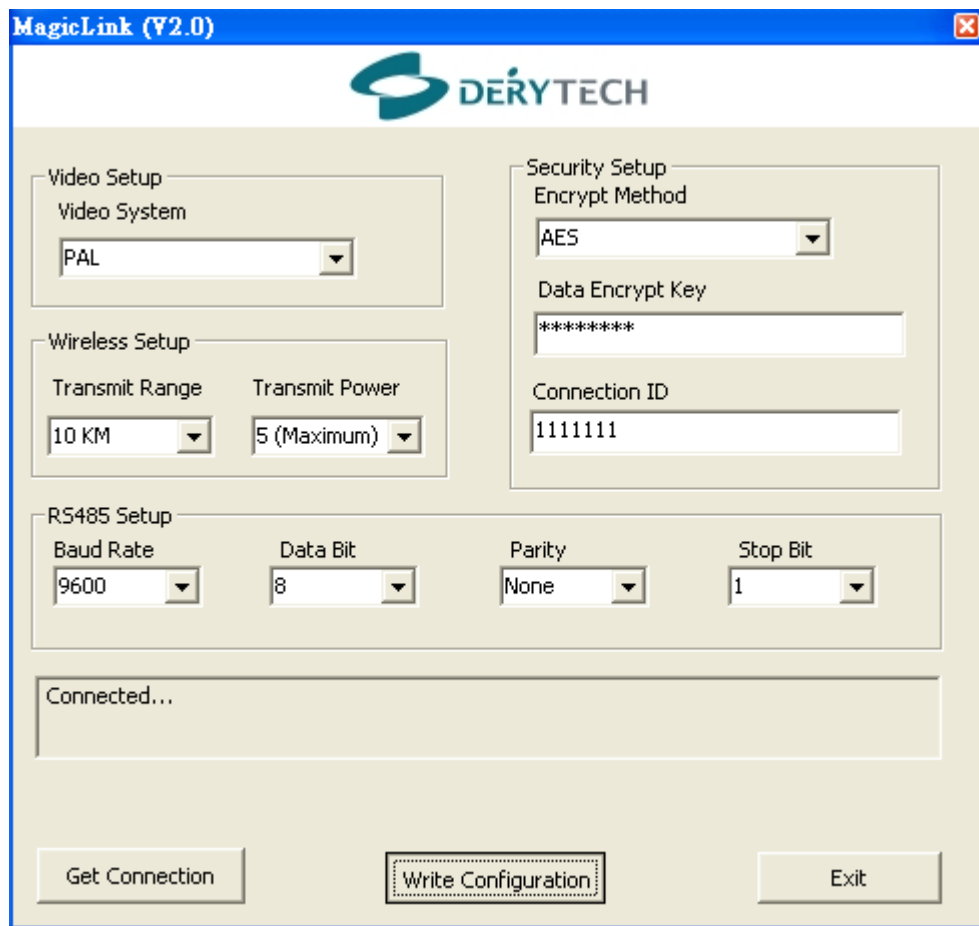 MagicLink (V2.0)
DERYTECH
Video Setup
Video System
PAL
Security Setup
Encrypt Method
AES
Data Encrypt Key
********
Connection ID
1111111
Wireless Setup
Transmit Range
Transmit Power
10 KM
5 (Maximum)
RS485 Setup
Baud Rate
Data Bit
Parity
Stop Bit
9600
8
None
1
Connected...
Get Connection
Write Configuration
Exit